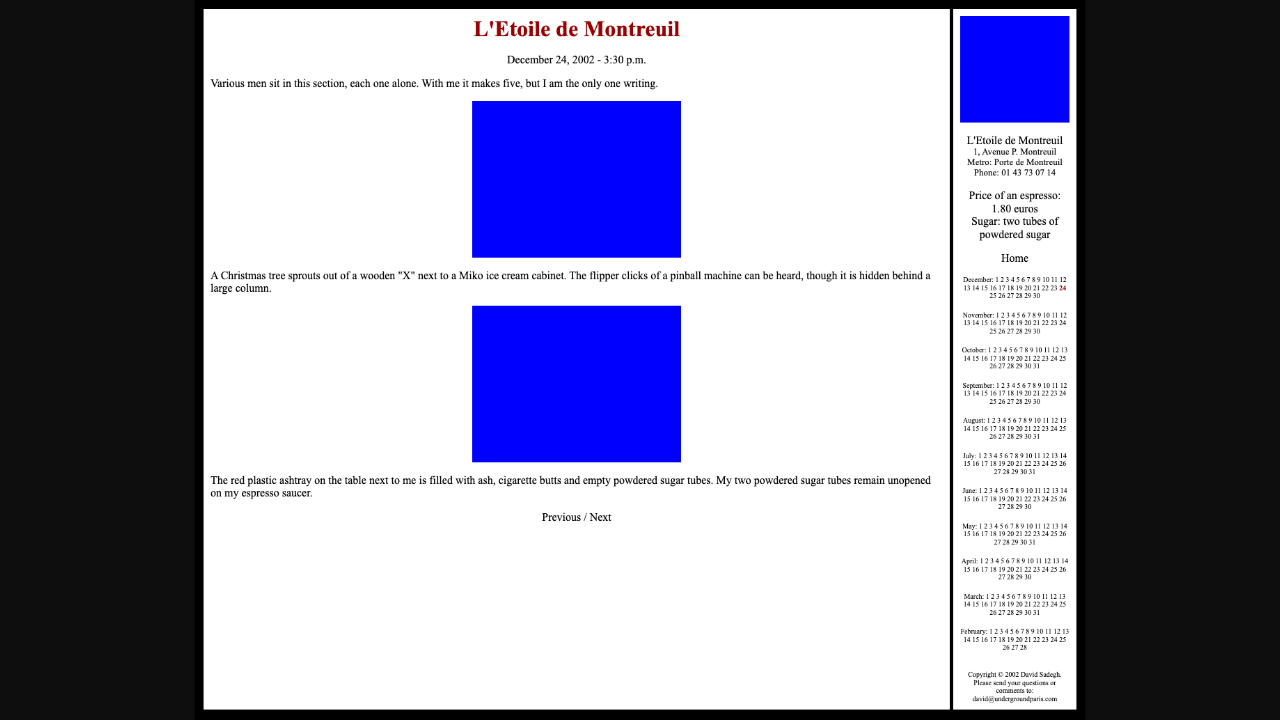 L'Etoile de Montreuil
December 24, 2002 - 3:30 p.m.
Various men sit in this section, each one alone. With me it makes five, but I am the only one writing.
A Christmas tree sprouts out of a wooden "X" next to a Miko ice cream cabinet. The flipper clicks of a pinball machine can be heard, though it is hidden behind a
large column.
The red plastic ashtray on the table next to me is filled with ash, cigarette butts and empty powdered sugar tubes. My two powdered sugar tubes remain unopened
on my espresso saucer.
Previous / Next
L'Etoile de Montreuil
1, Avenue P. Montreuil
Metro: Porte de Montreuil
Phone: 01 43 73 07 14
Price of an espresso:
1.80 euros
Sugar: two tubes of
powdered sugar
Home
December: 1 2 3 4 5 6 7 8 9 10 11 12
13 14 15 16 17 18 19 20 21 22 23 24
25 26 27 28 29 30
November: 1 2 3 4 5 6 7 8 9 10 11 12
13 14 15 16 17 18 19 20 21 22 23 24
25 26 27 28 29 30
October: 1 2 3 4 5 6 7 8 9 10 11 12 13
14 15 16 17 18 19 20 21 22 23 24 25
26 27 28 29 30 31
September: 1 2 3 4 5 6 7 8 9 10 11 12
13 14 15 16 17 18 19 20 21 22 23 24
25 26 27 28 29 30
August: 1 2 3 4 5 6 7 8 9 10 11 12 13
14 15 16 17 18 19 20 21 22 23 24 25
26 27 28 29 30 31
July: 1 2 3 4 5 6 7 8 9 10 11 12 13 14
15 16 17 18 19 20 21 22 23 24 25 26
27 28 29 30 31
June: 1 2 3 4 5 6 7 8 9 10 11 12 13 14
15 16 17 18 19 20 21 22 23 24 25 26
27 28 29 30
May: 1 2 3 4 5 6 7 8 9 10 11 12 13 14
15 16 17 18 19 20 21 22 23 24 25 26
27 28 29 30 31
April: 1 2 3 4 5 6 7 8 9 10 11 12 13 14
15 16 17 18 19 20 21 22 23 24 25 26
27 28 29 30
March: 1 2 3 4 5 6 7 8 9 10 11 12 13
14 15 16 17 18 19 20 21 22 23 24 25
26 27 28 29 30 31
February: 1 2 3 4 5 6 7 8 9 10 11 12 13
14 15 16 17 18 19 20 21 22 23 24 25
26 27 28
Copyright © 2002 David Sadegh.
Please send your questions or
comments to:
david@undergroundparis.com